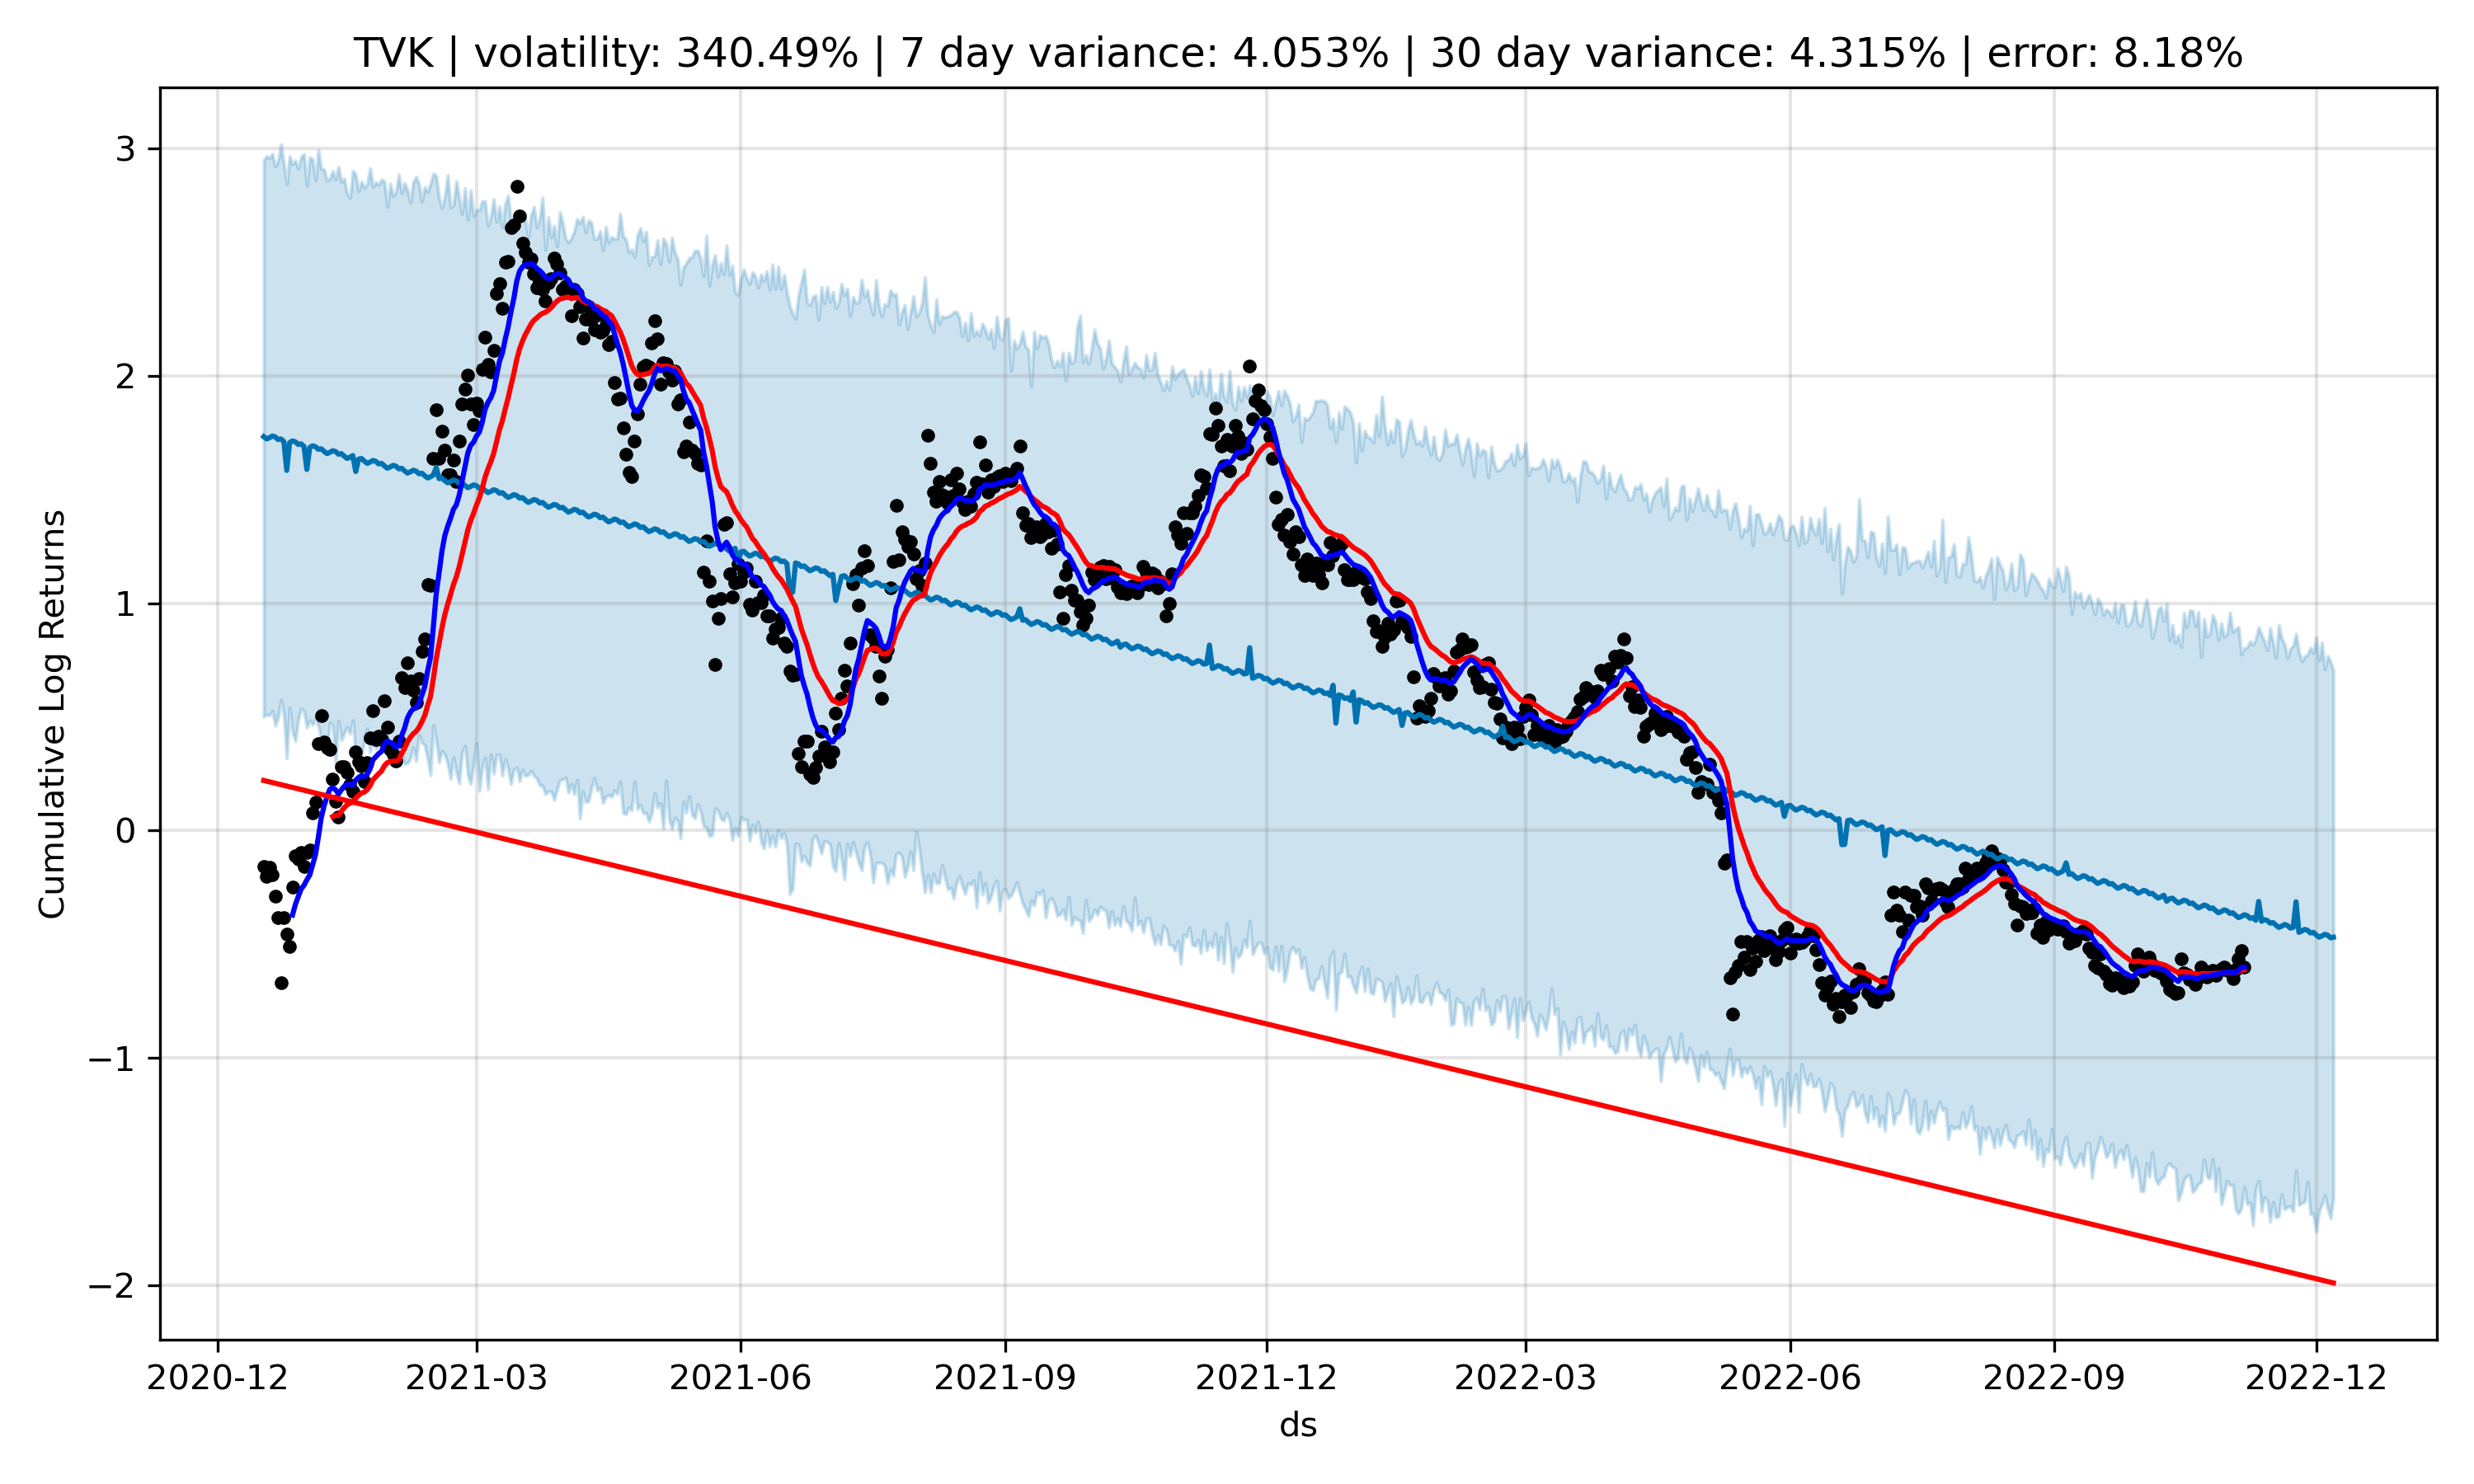 TVK | volatility: 340.49% | 7 day variance: 4.053% | 30 day variance: 4.315% | error: 8.18%
Cumulative Log Returns
3
2
1
0
−1
−2
2020-12 2021-03 2021-06 2021-09 2021-12 2022-03 2022-06 2022-09 2022-12
ds